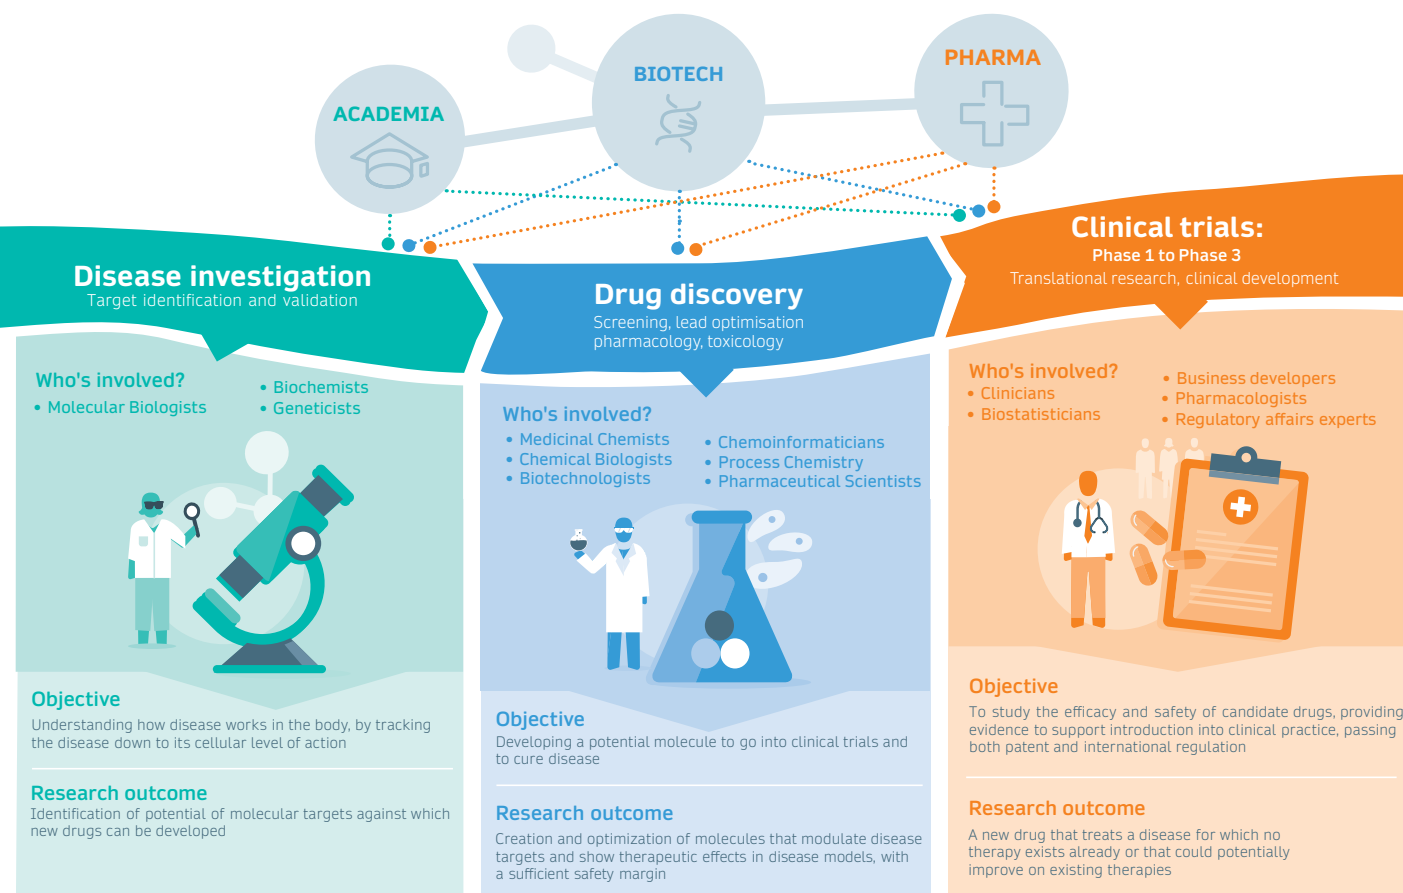 ACADEMIA
BIOTECH
PHARMA
Disease investigation
Target identification and validation
Who's involved?
• Molecular Biologists
• Biochemists
• Geneticists
Objective
Understanding how disease works in the body, by tracking
the disease down to its cellular level of action
Research outcome
Identification of potential of molecular targets against which
new drugs can be developed
Drug discovery
Screening, lead optimisation
pharmacology, toxicology
Who's involved?
• Medicinal Chemists
• Chemical Biologists
• Biotechnologists
• Chemoinformaticians
• Process Chemistry
• Pharmaceutical Scientists
Objective
Developing a potential molecule to go into clinical trials and
to cure disease
Research outcome
Creation and optimization of molecules that modulate disease
targets and show therapeutic effects in disease models, with
a sufficient safety margin
Clinical trials:
Phase 1 to Phase 3
Translational research, clinical development
Who's involved?
• Clinicians
• Biostatisticians
• Business developers
• Pharmacologists
• Regulatory affairs experts
Objective
To study the efficacy and safety of candidate drugs, providing
evidence to support introduction into clinical practice, passing
both patent and international regulation
Research outcome
A new drug that treats a disease for which no
therapy exists already or that could potentially
improve on existing therapies